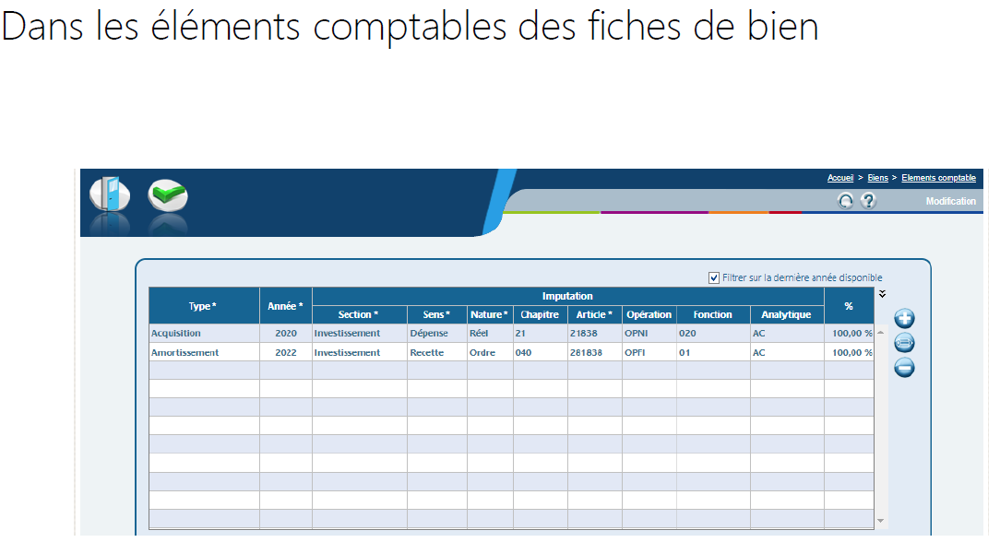 Dans les éléments comptables des fiches de bien
Accueil > Biens > Elements comptable
? Modification
Filtrer sur la dernière année disponible
Type * Année * Imputation %
Section * Sens * Nature * Chapitre Article * Opération Fonction Analytique
Acquisition 2020 Investissement Dépense Réel 21 21838 OPNI 020 AC 100,00 %
Amortissement 2022 Investissement Recette Ordre 040 281838 OPFI 01 AC 100,00 %